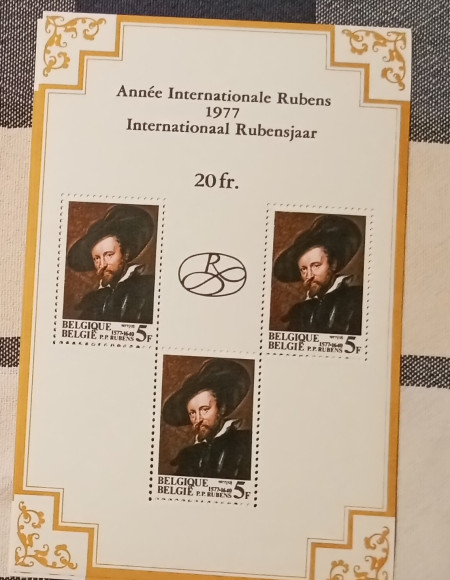 Année Internationale Rubens
1977
Internationaal Rubensjaar
20 fr.
R
BELGIQUE
BELGIË P.P. RUBENS
1577-1640
5F
BELGIQUE
BELGIË P.P. RUBENS
1577-1640
5F
BELGIQUE
BELGIË P.P. RUBENS
1577-1640
5F